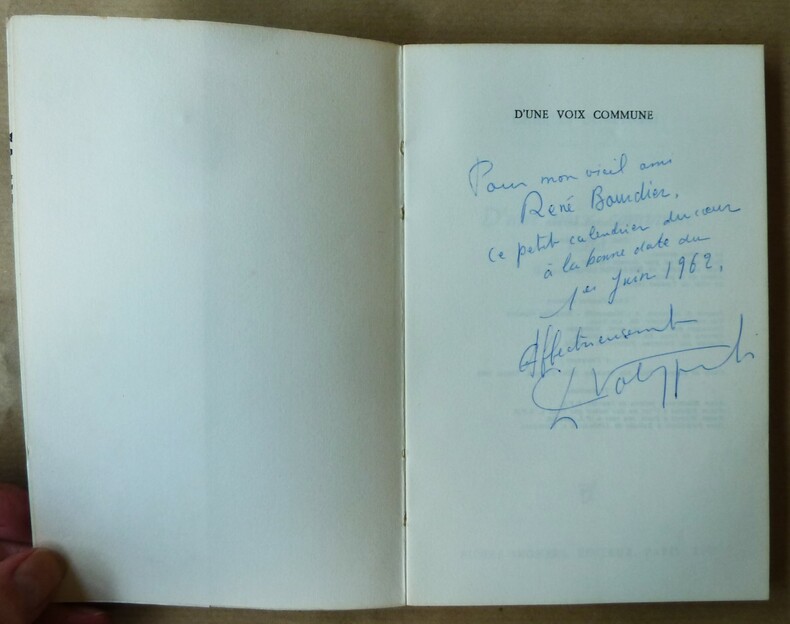 D'UNE VOIX COMMUNE
Pour mon vieil ami
René Bourdier,
ce petit calendrier du cœur
à la bonne date du
1er Juin 1962,
Affectueusement